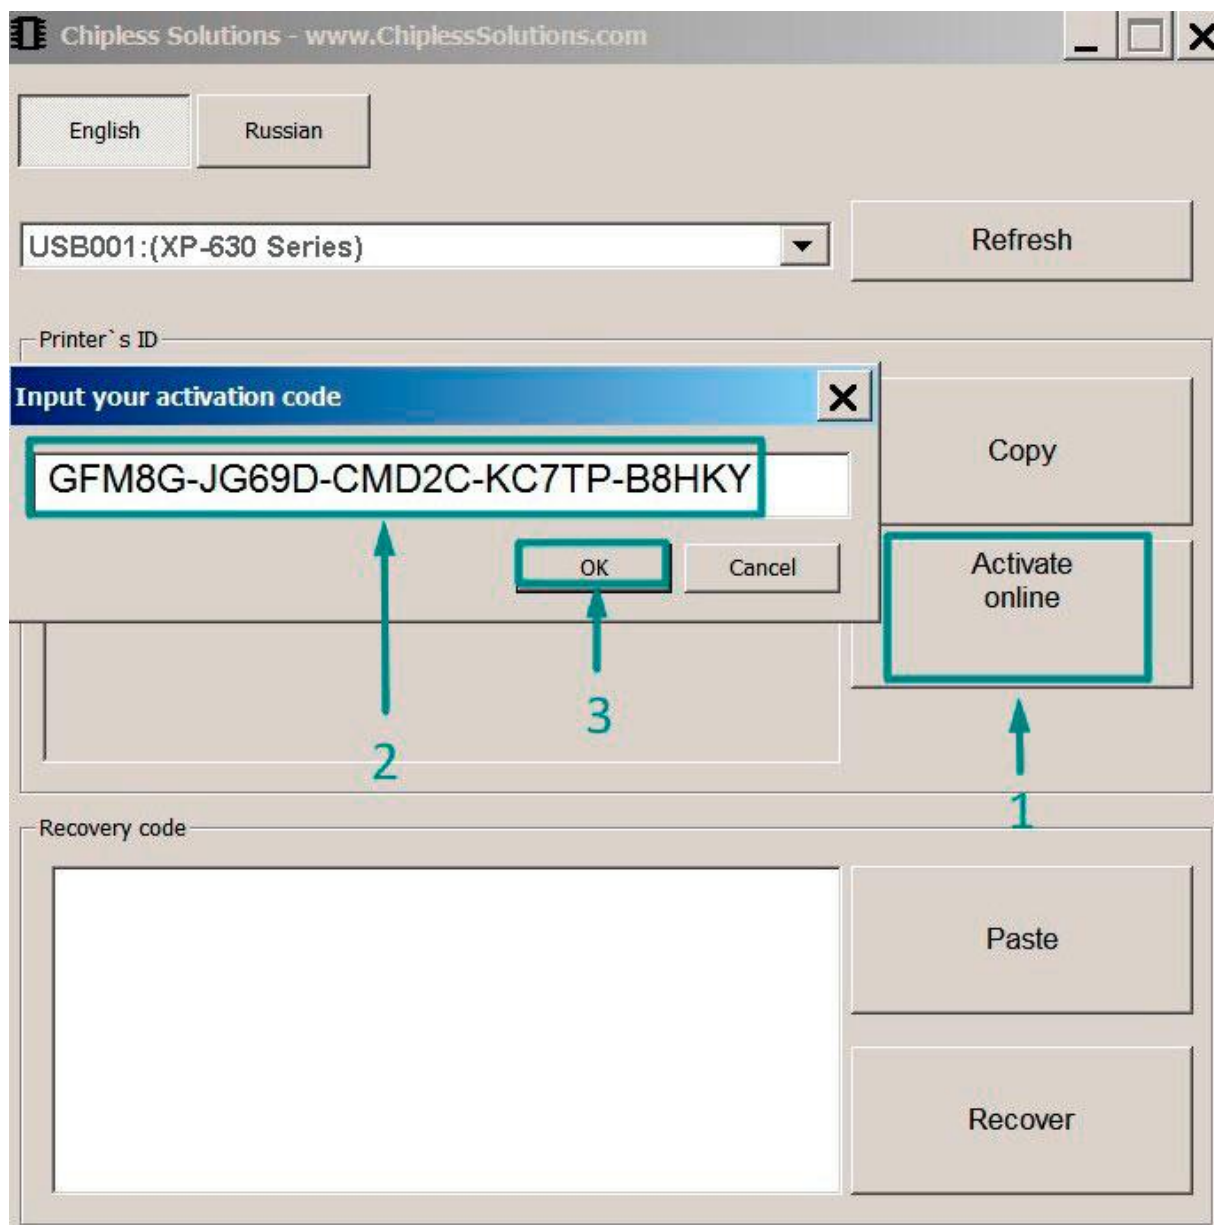 Chipless Solutions - www.ChiplessSolutions.com
English
Russian
USB001:(XP-630 Series)
Refresh
Printer`s ID
Input your activation code
GFM8G-JG69D-CMD2C-KC7TP-B8HKY
OK
Cancel
Copy
Activate
online
2
3
1
Recovery code
Paste
Recover